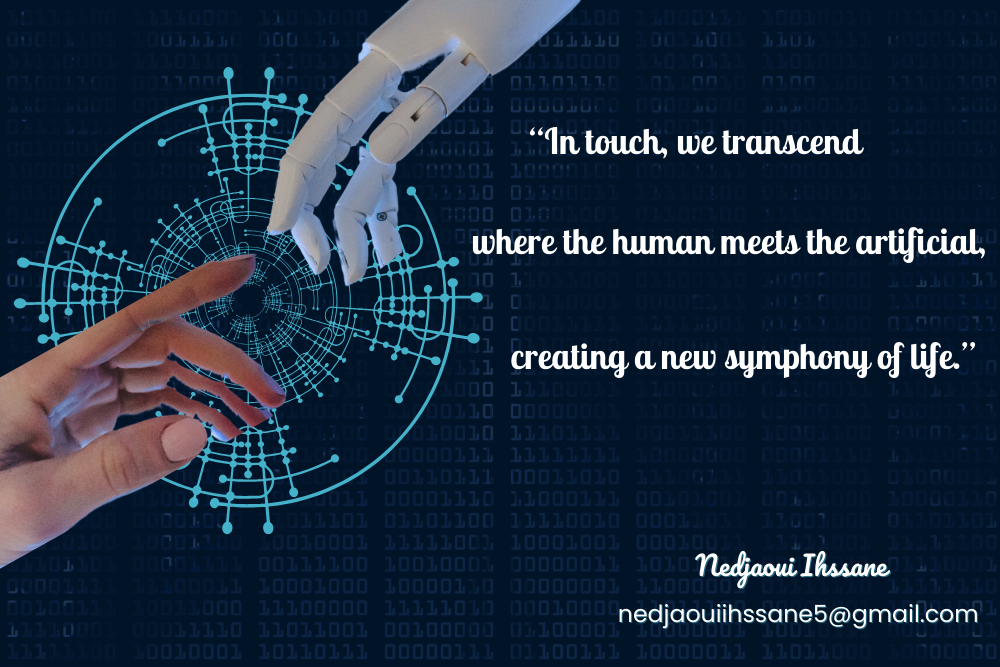 “In touch, we transcend
where the human meets the artificial,
creating a new symphony of life.”
Nedjaoui Ihssane
nedjaouiihssane5@gmail.com